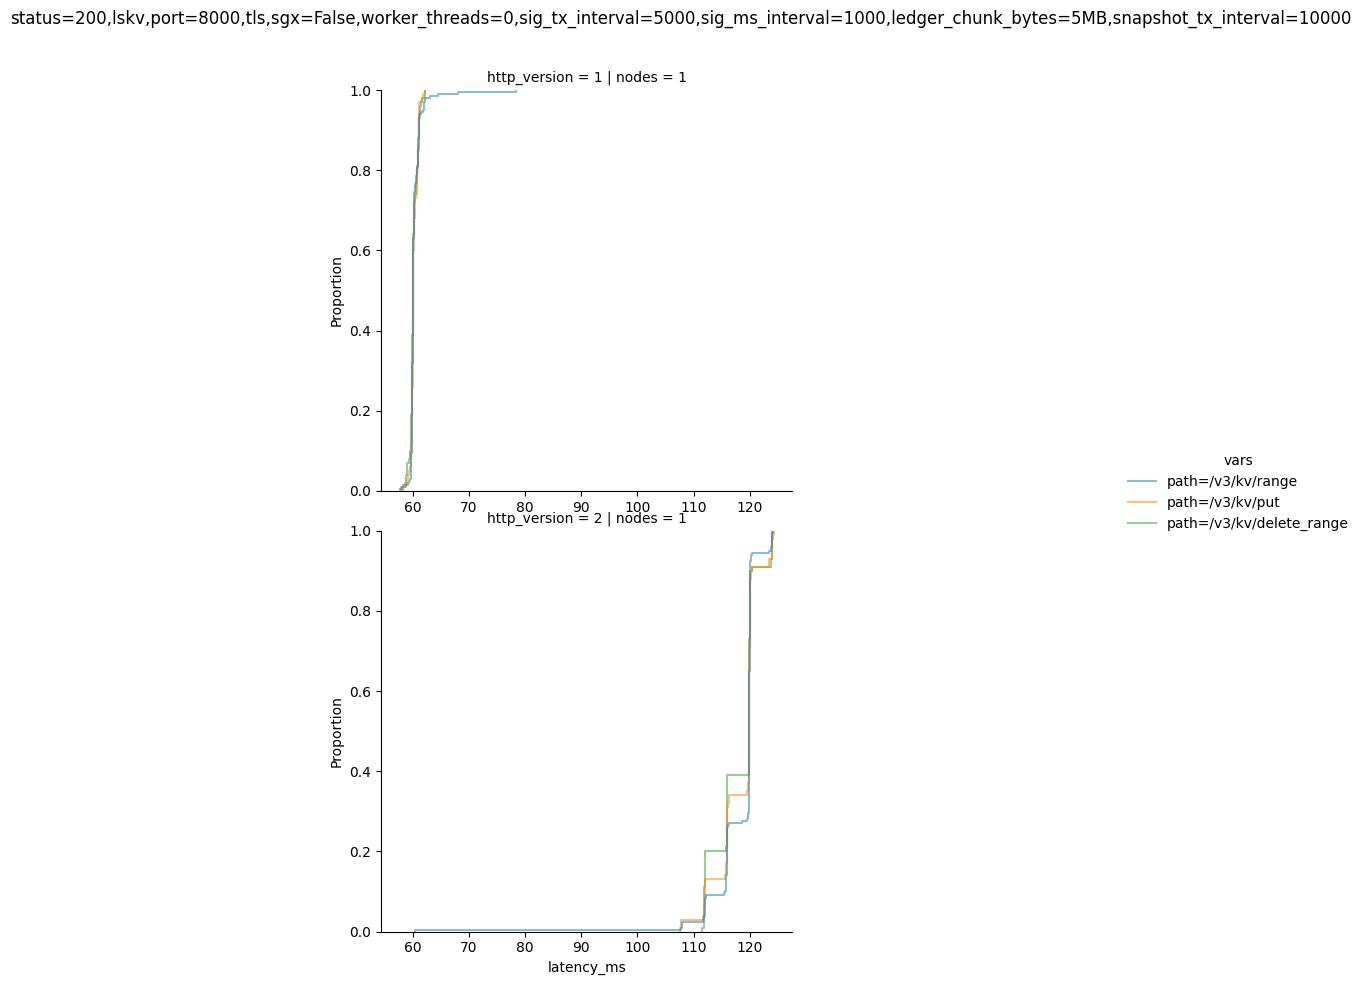 status=200,lskv,port=8000,tls,sgx=False,worker_threads=0,sig_tx_interval=5000,sig_ms_interval=1000,ledger_chunk_bytes=5MB,snapshot_tx_interval=10000
http_version = 1 | nodes = 1
1.0
0.8
0.6
0.4
0.2
0.0
Proportion
60 70 80 90 100 110 120
http_version = 2 | nodes = 1
1.0
0.8
0.6
0.4
0.2
0.0
Proportion
60 70 80 90 100 110 120
latency_ms
vars
path=/v3/kv/range
path=/v3/kv/put
path=/v3/kv/delete_range